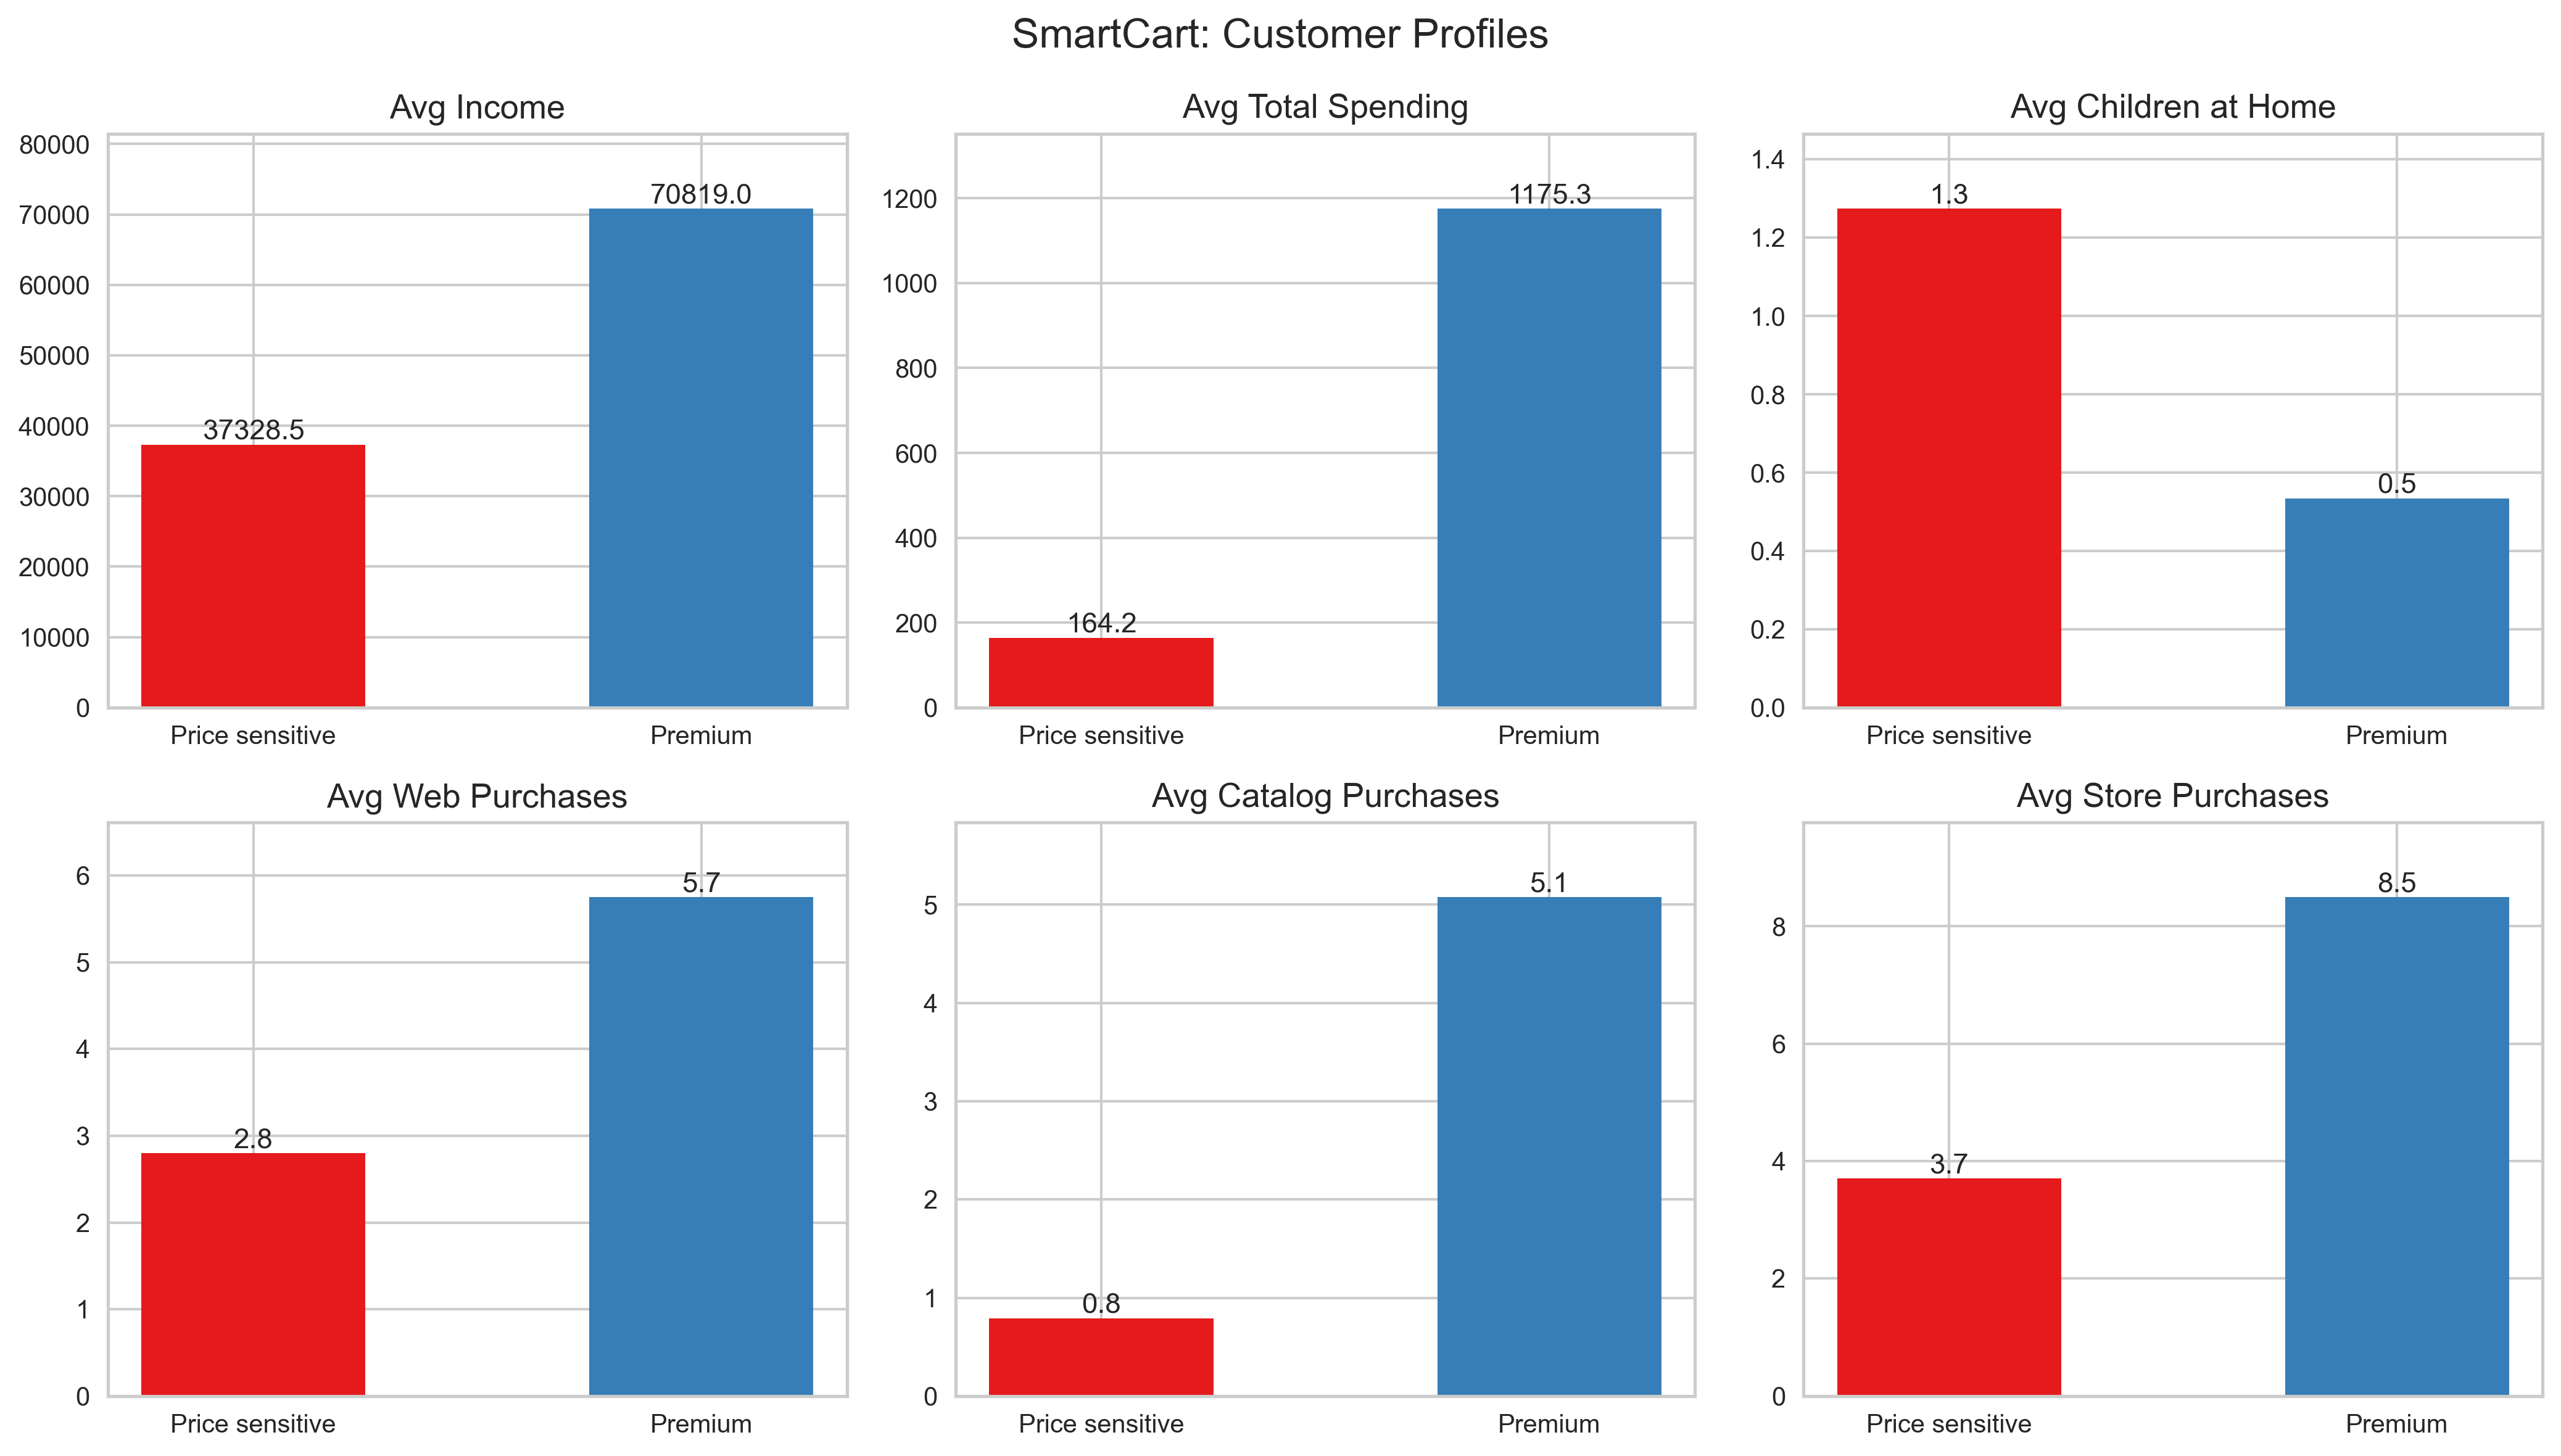 SmartCart: Customer Profiles
Avg Income
80000
70000
60000
50000
40000
30000
20000
10000
0
37328.5
70819.0
Price sensitive
Premium
Avg Total Spending
1200
1000
800
600
400
200
0
164.2
1175.3
Price sensitive
Premium
Avg Children at Home
1.4
1.2
1.0
0.8
0.6
0.4
0.2
0.0
1.3
0.5
Price sensitive
Premium
Avg Web Purchases
6
5
4
3
2
1
0
2.8
5.7
Price sensitive
Premium
Avg Catalog Purchases
5
4
3
2
1
0
0.8
5.1
Price sensitive
Premium
Avg Store Purchases
8
6
4
2
0
3.7
8.5
Price sensitive
Premium